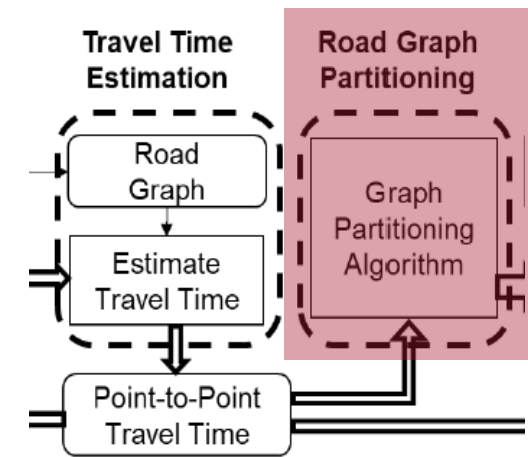 Travel Time
Estimation
Road
Graph
Estimate
Travel Time
Point-to-Point
Travel Time
Road Graph
Partitioning
Graph
Partitioning
Algorithm